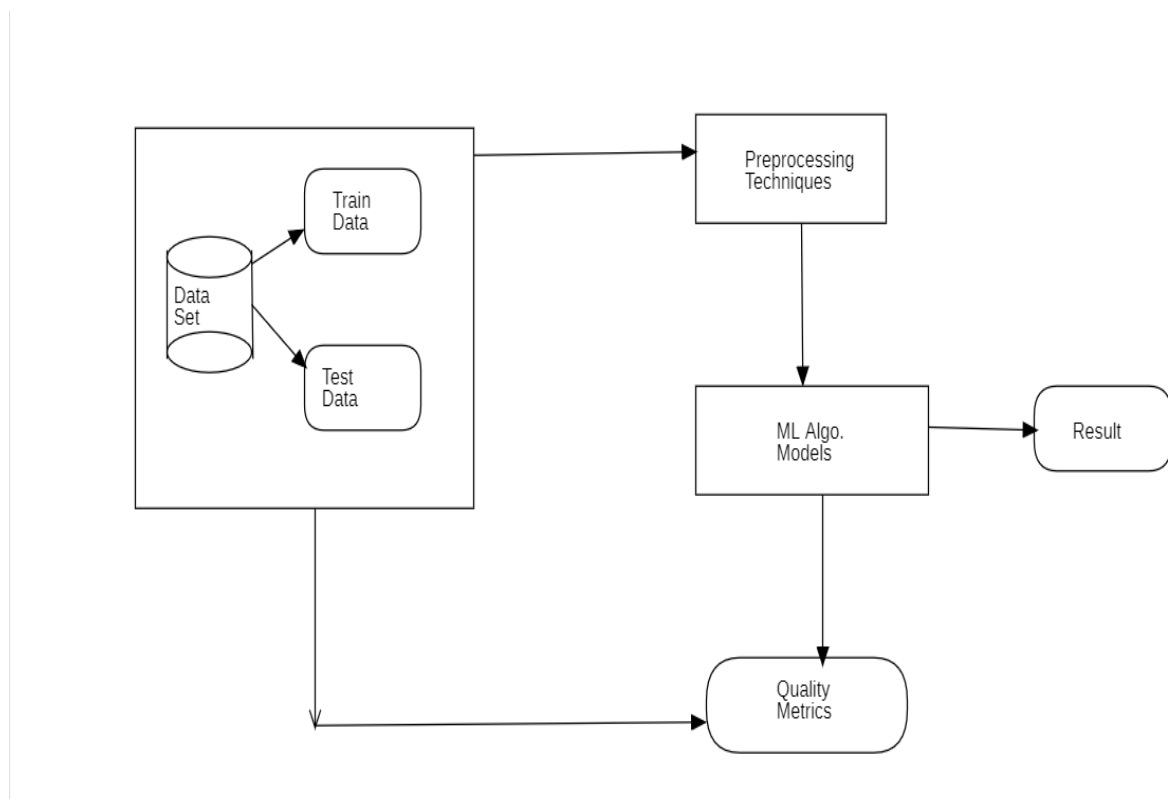 Train
Data
Data
Set
Test
Data
Preprocessing
Techniques
ML Algo.
Models
Result
Quality
Metrics